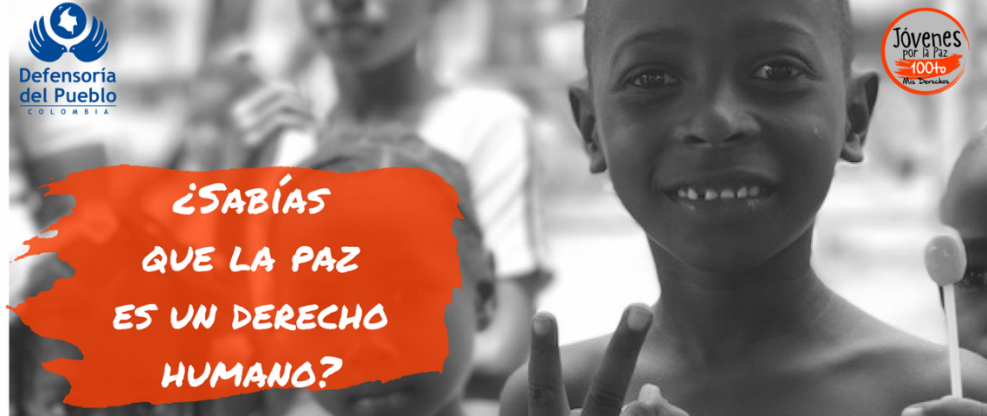 Defensoría
del Pueblo
COLOMBIA
Jóvenes
por la Paz
100to
Mis Derechos
¿SABÍAS
QUE LA PAZ
ES UN DERECHO
HUMANO?